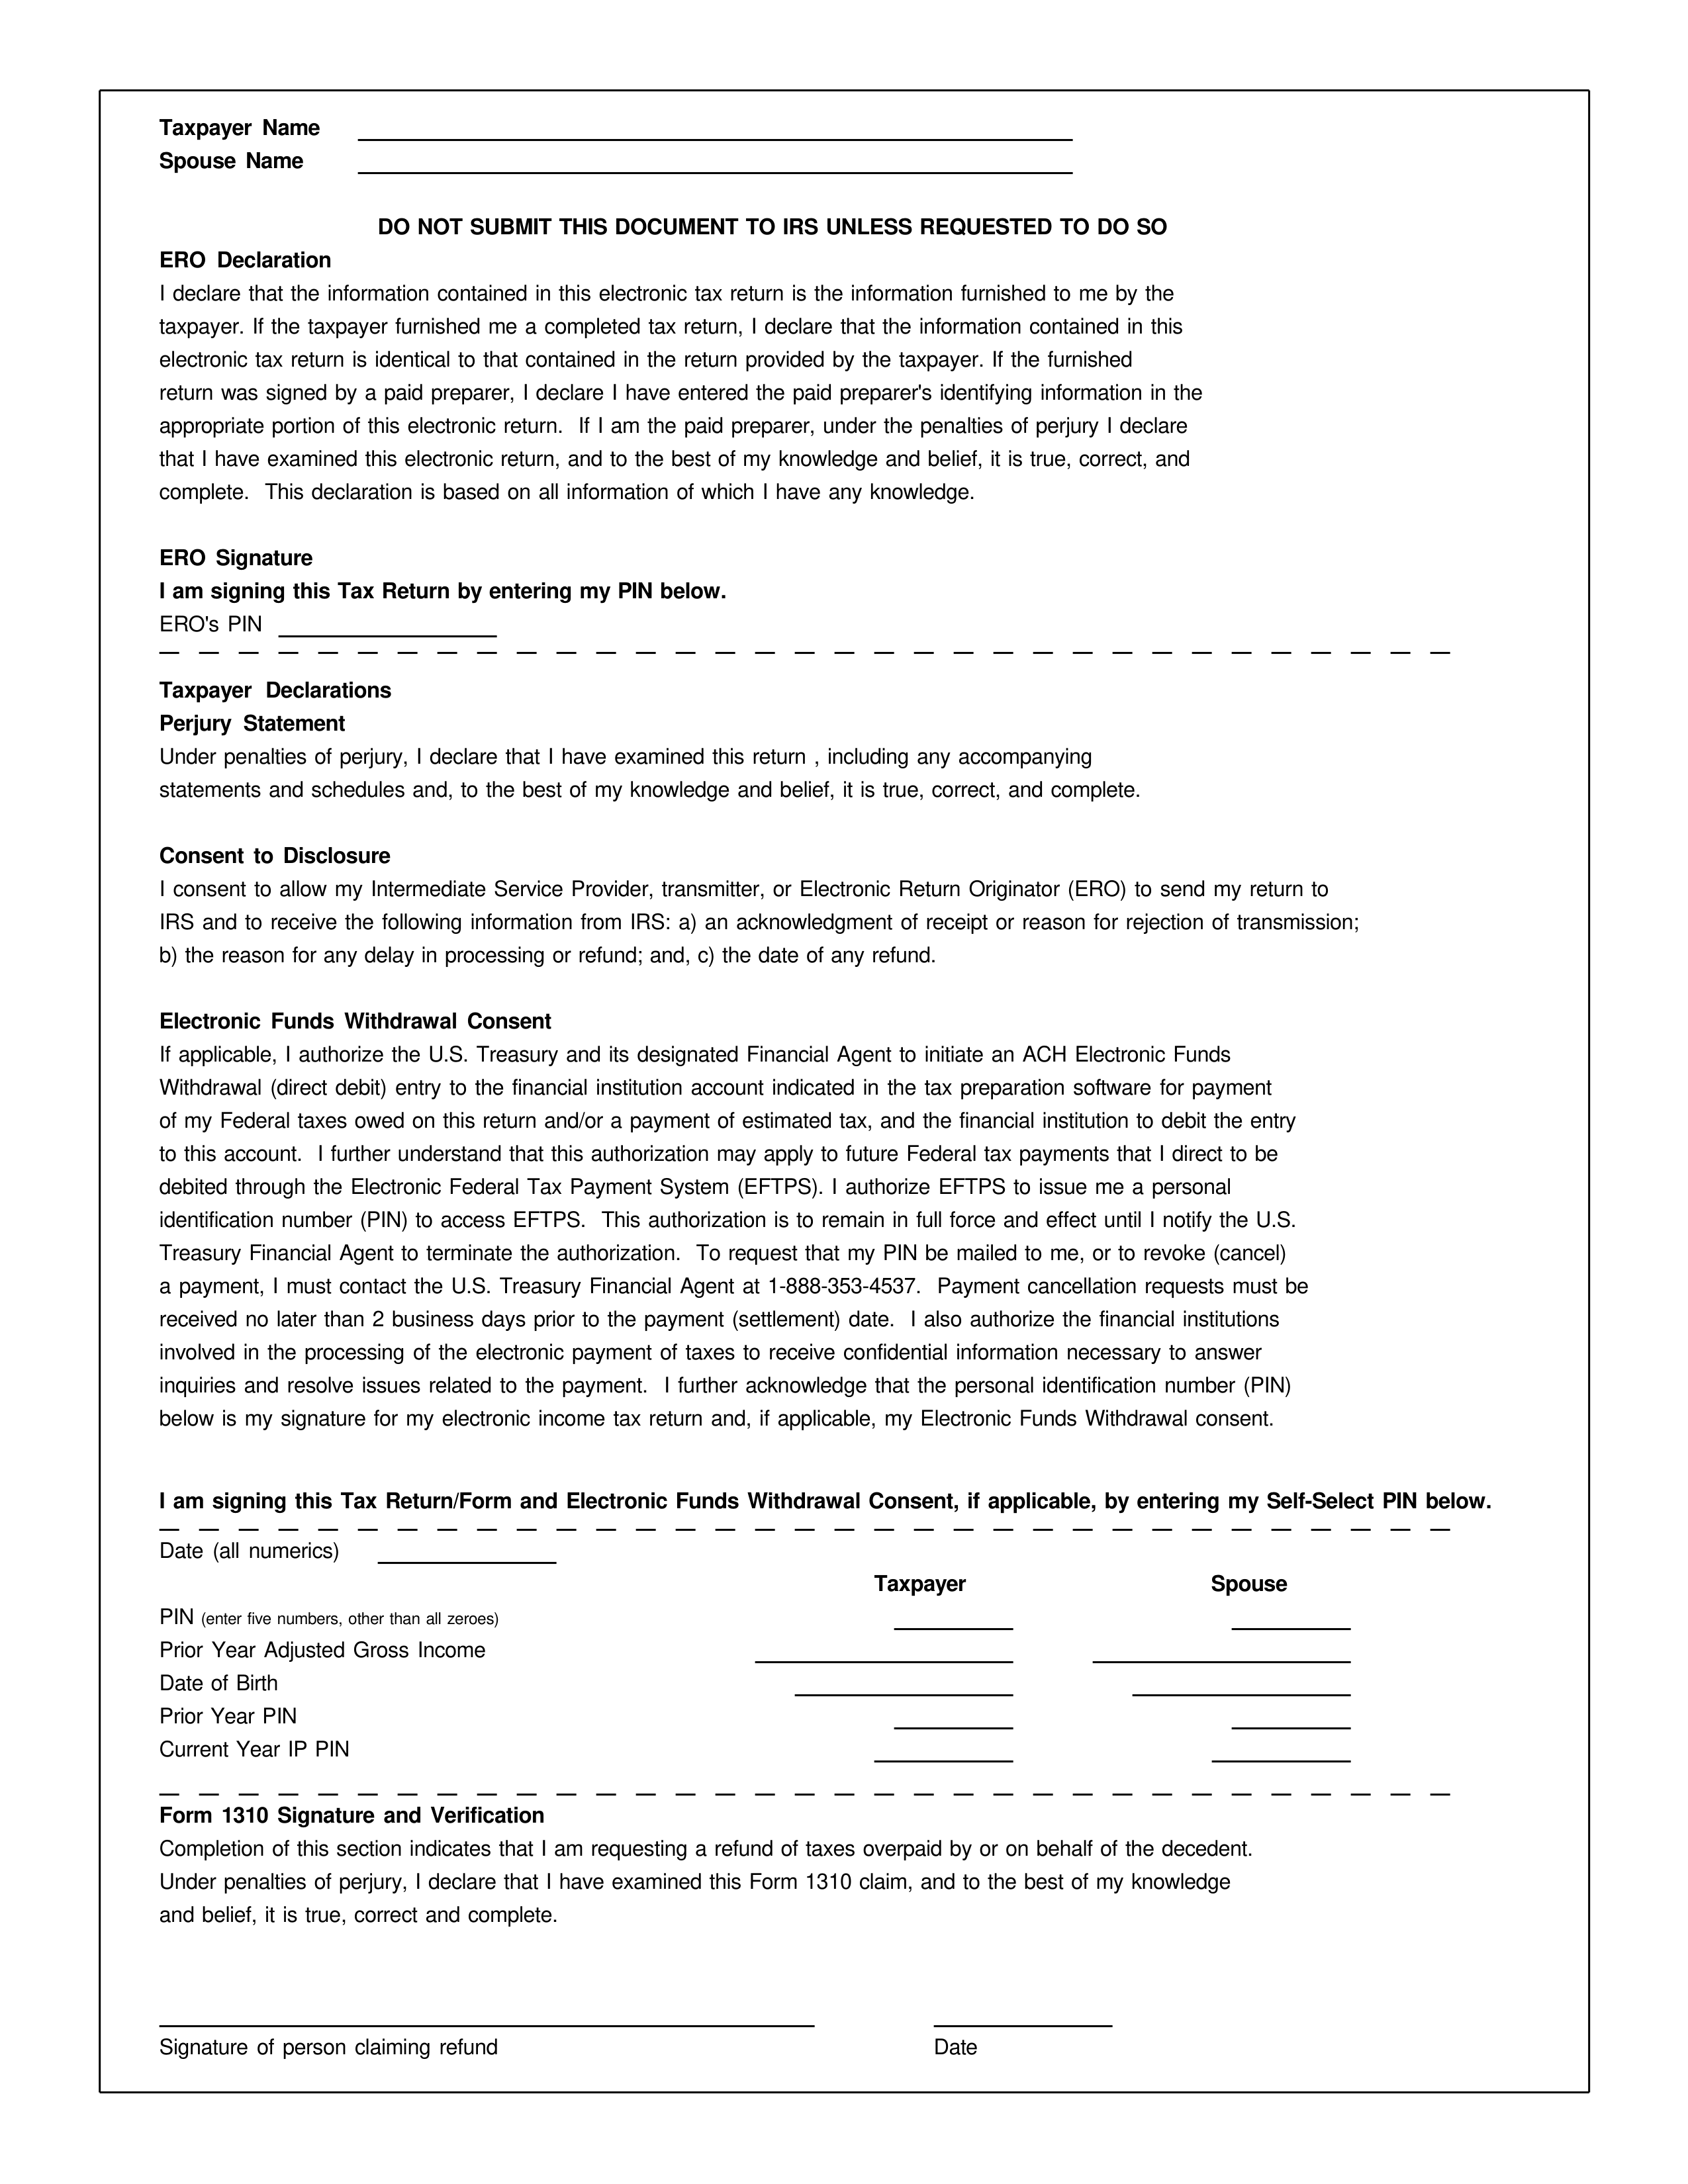 Taxpayer Name
Spouse Name
DO NOT SUBMIT THIS DOCUMENT TO IRS UNLESS REQUESTED TO DO SO
ERO Declaration
I declare that the information contained in this electronic tax return is the information furnished to me by the
taxpayer. If the taxpayer furnished me a completed tax return, I declare that the information contained in this
electronic tax return is identical to that contained in the return provided by the taxpayer. If the furnished
return was signed by a paid preparer, I declare I have entered the paid preparer's identifying information in the
appropriate portion of this electronic return.  If I am the paid preparer, under the penalties of perjury I declare
that I have examined this electronic return, and to the best of my knowledge and belief, it is true, correct, and
complete.  This declaration is based on all information of which I have any knowledge.
ERO Signature
I am signing this Tax Return by entering my PIN below.
ERO's PIN
Taxpayer Declarations
Perjury Statement
Under penalties of perjury, I declare that I have examined this return , including any accompanying
statements and schedules and, to the best of my knowledge and belief, it is true, correct, and complete.
Consent to Disclosure
I consent to allow my Intermediate Service Provider, transmitter, or Electronic Return Originator (ERO) to send my return to
IRS and to receive the following information from IRS: a) an acknowledgment of receipt or reason for rejection of transmission;
b) the reason for any delay in processing or refund; and, c) the date of any refund.
Electronic Funds Withdrawal Consent
If applicable, I authorize the U.S. Treasury and its designated Financial Agent to initiate an ACH Electronic Funds
Withdrawal (direct debit) entry to the financial institution account indicated in the tax preparation software for payment
of my Federal taxes owed on this return and/or a payment of estimated tax, and the financial institution to debit the entry
to this account.  I further understand that this authorization may apply to future Federal tax payments that I direct to be
debited through the Electronic Federal Tax Payment System (EFTPS). I authorize EFTPS to issue me a personal
identification number (PIN) to access EFTPS.  This authorization is to remain in full force and effect until I notify the U.S.
Treasury Financial Agent to terminate the authorization.  To request that my PIN be mailed to me, or to revoke (cancel)
a payment, I must contact the U.S. Treasury Financial Agent at 1-888-353-4537.  Payment cancellation requests must be
received no later than 2 business days prior to the payment (settlement) date.  I also authorize the financial institutions
involved in the processing of the electronic payment of taxes to receive confidential information necessary to answer
inquiries and resolve issues related to the payment.  I further acknowledge that the personal identification number (PIN)
below is my signature for my electronic income tax return and, if applicable, my Electronic Funds Withdrawal consent.
I am signing this Tax Return/Form and Electronic Funds Withdrawal Consent, if applicable, by entering my Self-Select PIN below.
Date (all numerics)
Taxpayer Spouse
PIN (enter five numbers, other than all zeroes)
Prior Year Adjusted Gross Income
Date of Birth
Prior Year PIN
Current Year IP PIN
Form 1310 Signature and Verification
Completion of this section indicates that I am requesting a refund of taxes overpaid by or on behalf of the decedent.
Under penalties of perjury, I declare that I have examined this Form 1310 claim, and to the best of my knowledge
and belief, it is true, correct and complete.
Signature of person claiming refund Date